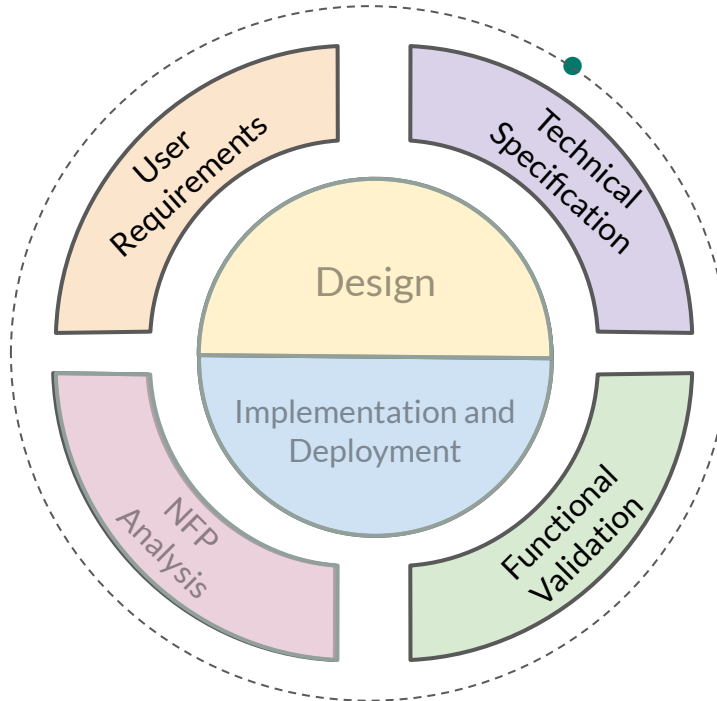 User
Requirements
Technical
Specification
Design
Implementation and
Deployment
NFP
Analysis
Functional
Validation